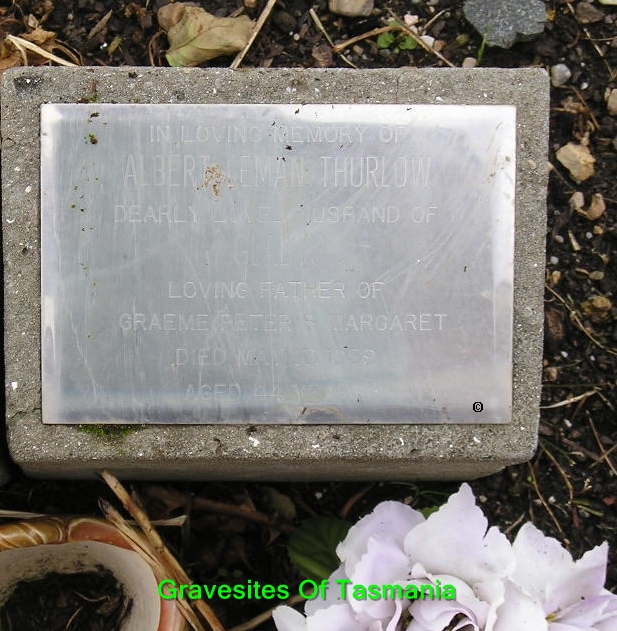 IN LOVING MEMORY OF
ALBERT LEMAN THURLOW
DEARLY LOVED HUSBAND OF
LOVING FATHER OF
GRAEME PETER & MARGARET
DIED MAY
AGED 44
©
Gravesites Of Tasmania